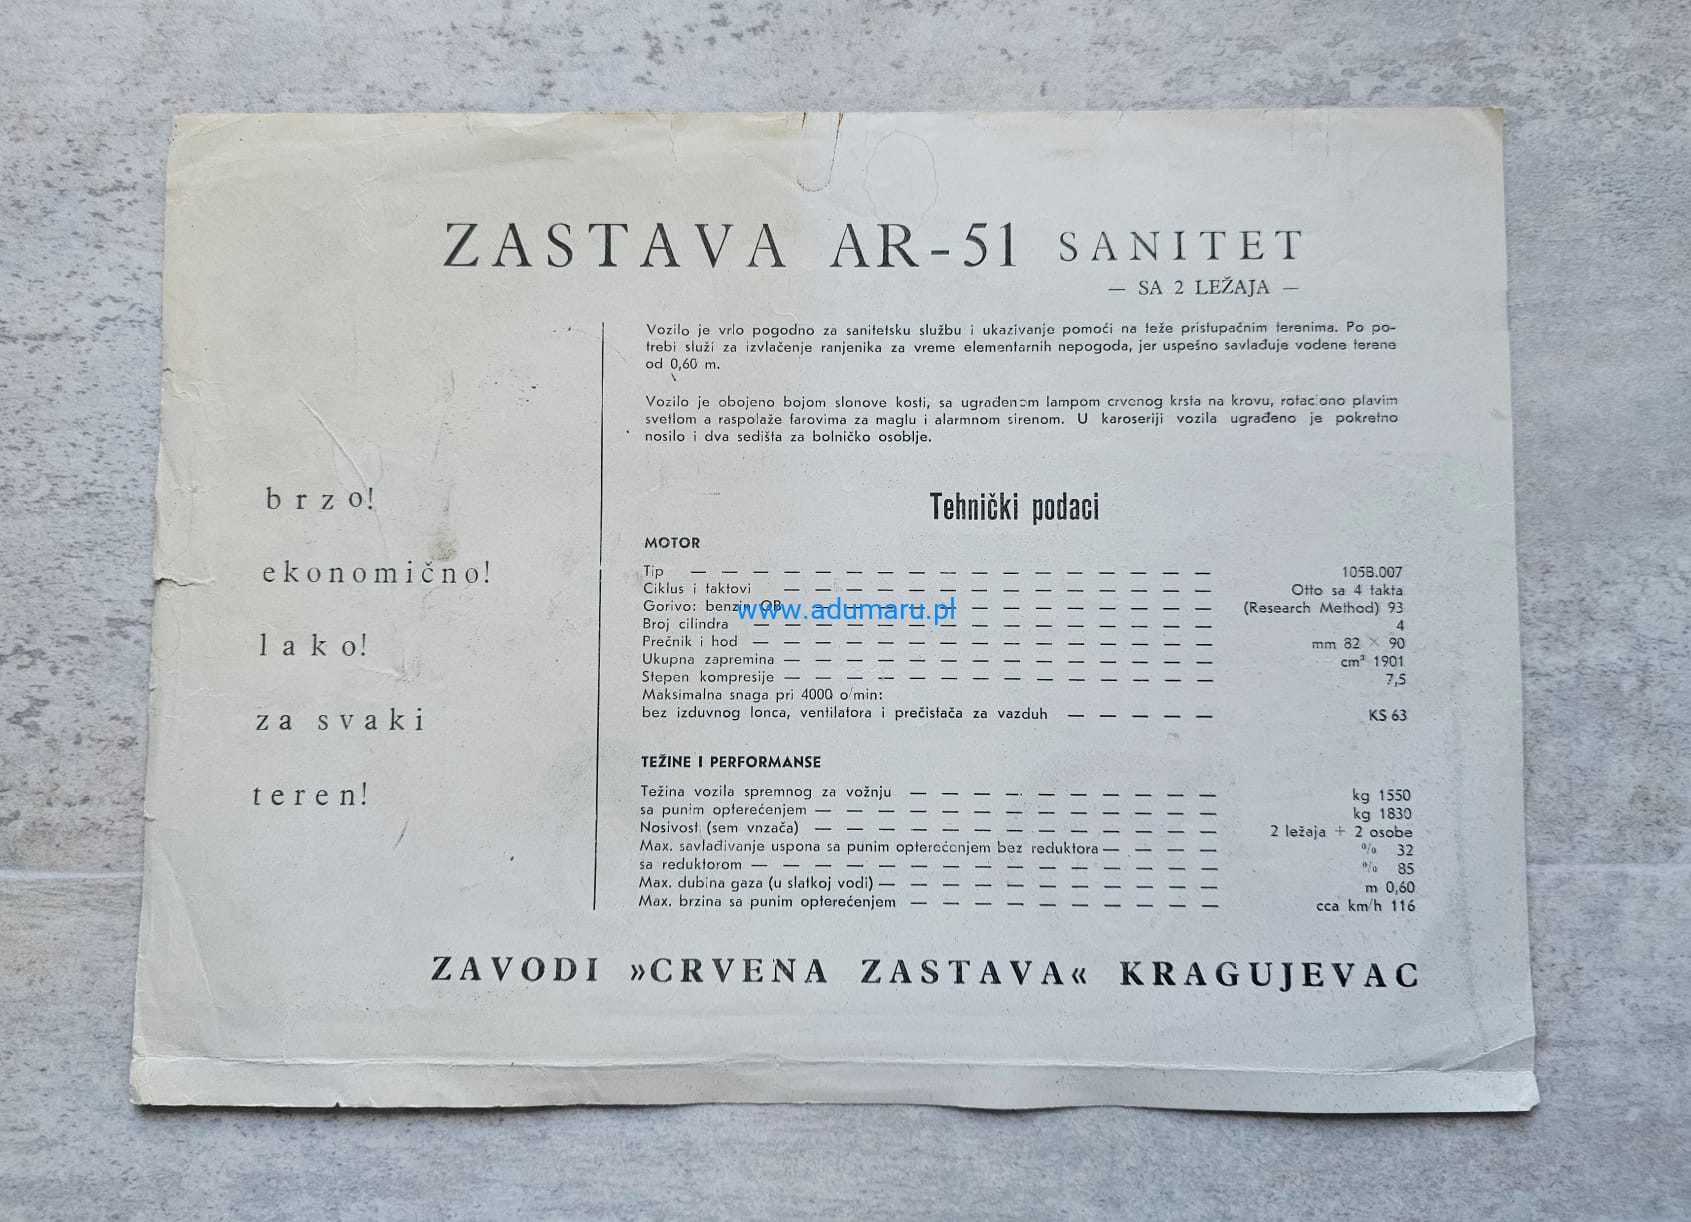 ZASTAVA AR-51 SANITET
— SA 2 LEŽAJA —
Vozilo je vrlo pogodno za sanitetsku službu i ukazivanje pomoći na teže pristupačnim terenima. Po po-
trebi služi za izvlačenje ranjenika za vreme elementarnih nepogoda, jer uspešno savlađuje vodene terene
od 0,60 m.
Vozilo je obojeno bojom slonove kosti, sa ugrađenom lampom crvenog krsta na krovu, rotaciono plavim
svetlom a raspolaže farovima za maglu i alarmnom sirenom. U karoseriji vozila ugrađeno je pokretno
nosilo i dva sedišta za bolničko osoblje.
brzo!
ekonomično!
lako!
za svaki
teren!
Tehnički podaci
MOTOR
Tip — — — — — — — — — — — — — — — 105B.007
Ciklus i taktovi — — — — — — — — — — — — — Otto sa 4 takta
Gorivo: benzin OB — — — — — — — — — — — — (Research Method) 93
Broj cilindra — — — — — — — — — — — — — — 4
Prečnik i hod — — — — — — — — — — — — — — mm 82 × 90
Ukupna zapremina — — — — — — — — — — — — — cm³ 1901
Stepen kompresije — — — — — — — — — — — — — 7,5
Maksimalna snaga pri 4000 o/min:
bez izduvnog lonca, ventilatora i prečistača za vazduh — — — — — KS 63
TEŽINE I PERFORMANSE
Težina vozila spremnog za vožnju — — — — — — — — — — kg 1550
sa punim opterećenjem — — — — — — — — — — — — — kg 1830
Nosivost (sem vnzača) — — — — — — — — — — — — — 2 ležaja + 2 osobe
Max. savlađivanje uspona sa punim opterećenjem bez reduktora — — — — % 32
sa reduktorom — — — — — — — — — — — — — — — % 85
Max. dubina gaza (u slatkoj vodi) — — — — — — — — — — — m 0,60
Max. brzina sa punim opterećenjem — — — — — — — — — — cca km/h 116
ZAVODI »CRVENA ZASTAVA« KRAGUJEVAC
www.adumaru.pl